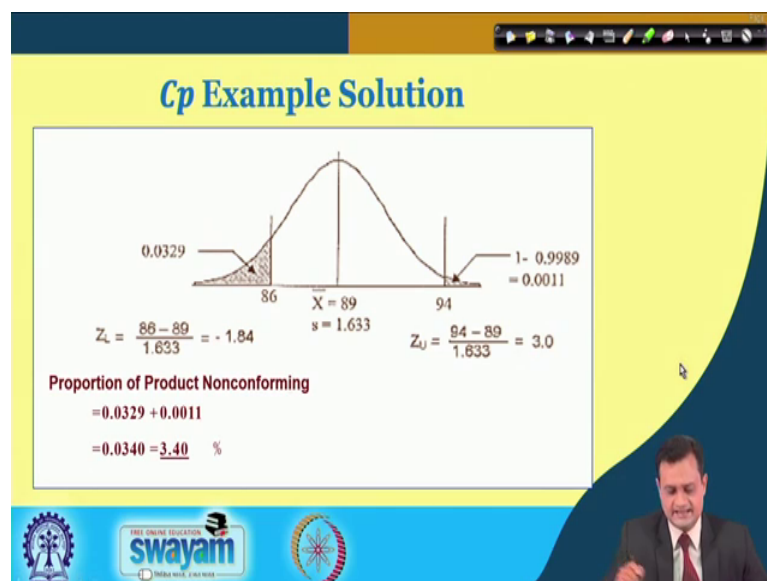 Cp Example Solution
0.0329
1- 0.9989
= 0.0011
86
X̄ = 89
94
s = 1.633
Z_L = 86 – 89 / 1.633 = - 1.84
Z_U = 94 – 89 / 1.633 = 3.0
Proportion of Product Nonconforming
=0.0329 +0.0011
=0.0340 =3.40 %
FREE ONLINE EDUCATION
swayam